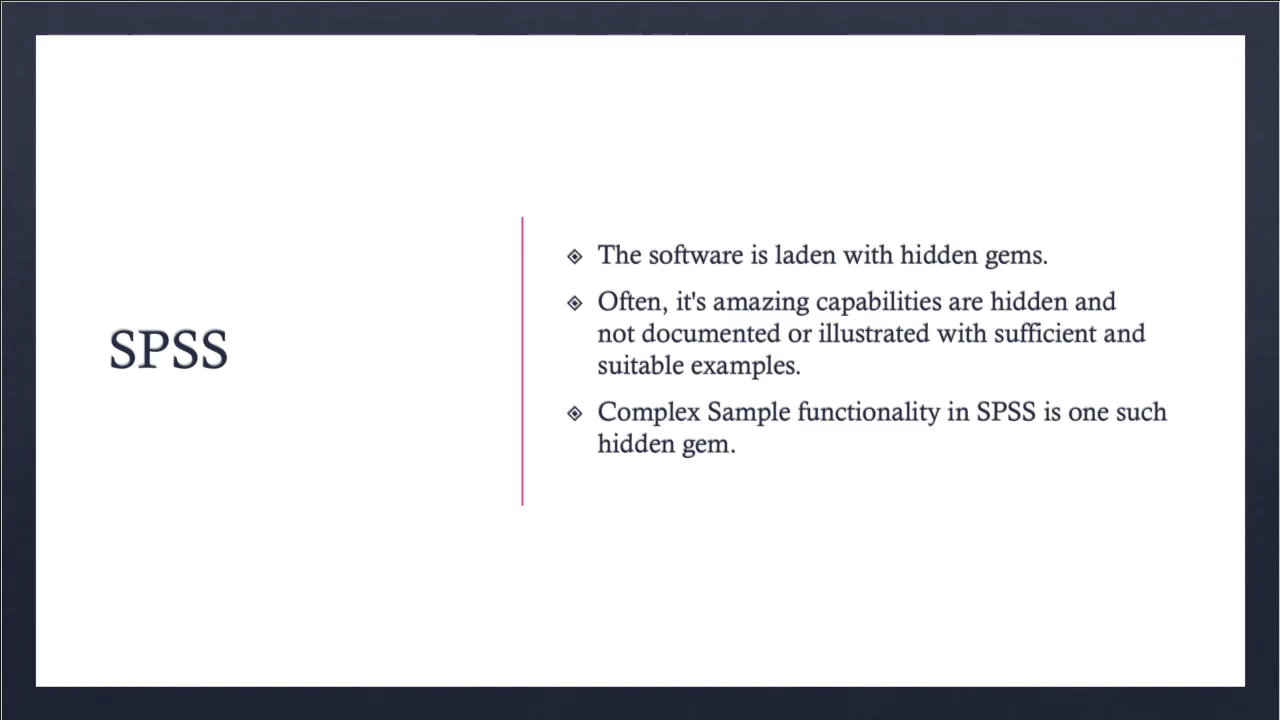 SPSS
The software is laden with hidden gems.
Often, it's amazing capabilities are hidden and
not documented or illustrated with sufficient and
suitable examples.
Complex Sample functionality in SPSS is one such
hidden gem.